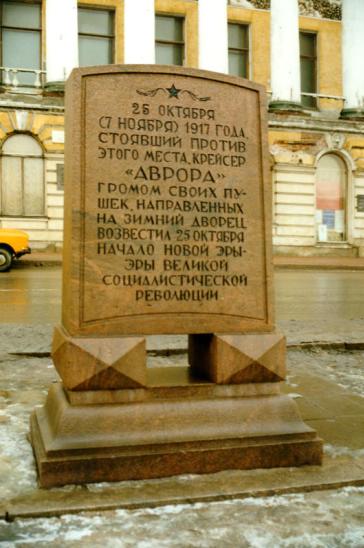 25 ОКТЯБРЯ
(7 НОЯБРЯ) 1917 ГОДА,
СТОЯВШИЙ ПРОТИВ
ЭТОГО МЕСТА, КРЕЙСЕР
«АВРОРА»
ГРОМОМ СВОИХ ПУ-
ШЕК, НАПРАВЛЕННЫХ
НА ЗИМНИЙ ДВОРЕЦ,
ВОЗВЕСТИЛ 25 ОКТЯБРЯ
НАЧАЛО НОВОЙ ЭРЫ-
ЭРЫ ВЕЛИКОЙ
СОЦИАЛИСТИЧЕСКОЙ
РЕВОЛЮЦИИ